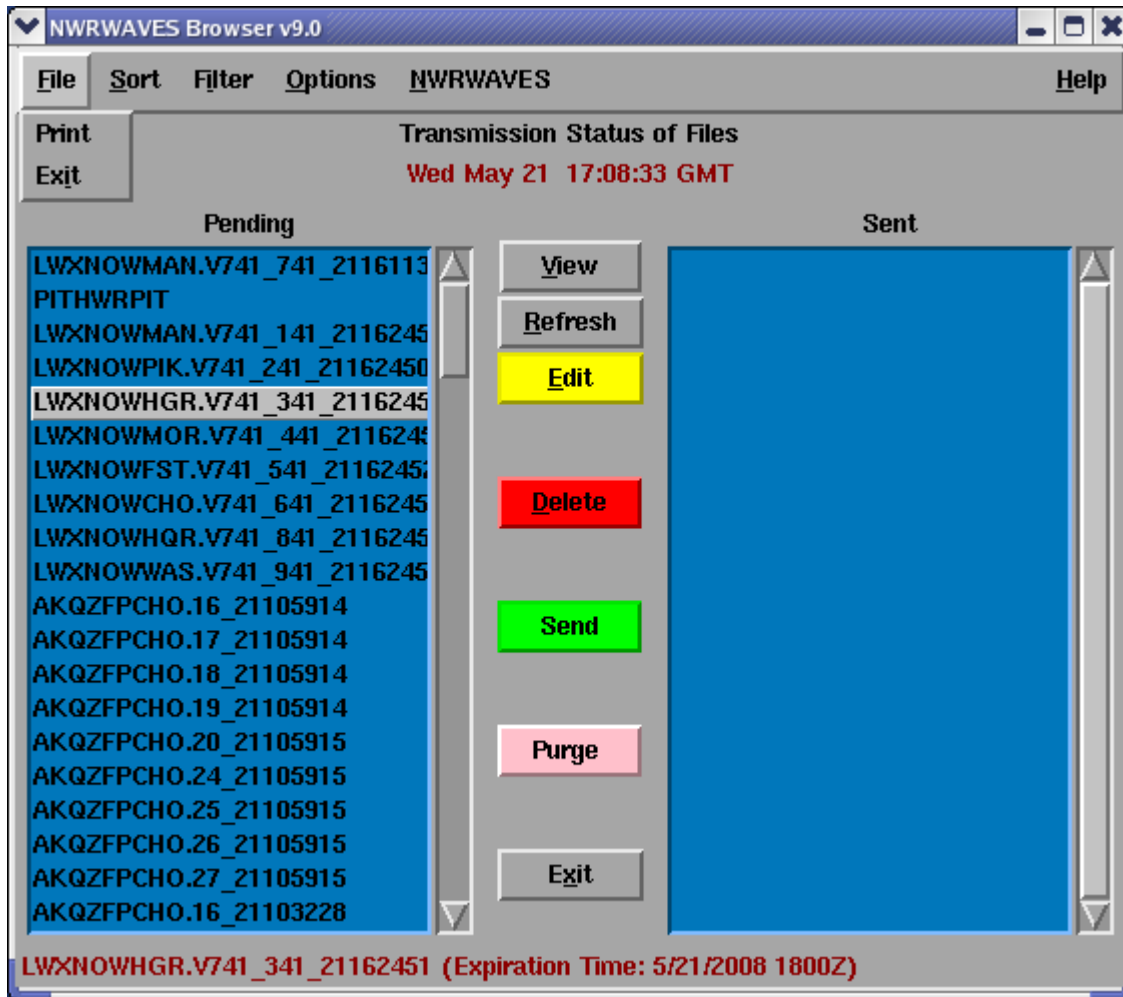 NWRWAVES Browser v9.0
File Sort Filter Options NWRWAVES Help
Print
Exit
Transmission Status of Files
Wed May 21 17:08:33 GMT
Pending
LWXNOWMAN.V741_741_2116113
PITHWRPIT
LWXNOWMAN.V741_141_2116245
LWXNOWPIK.V741_241_21162450
LWXNOWHGR.V741_341_2116245
LWXNOWMOR.V741_441_2116245
LWXNOWFST.V741_541_21162452
LWXNOWCHO.V741_641_2116245
LWXNOWHQR.V741_841_2116245
LWXNOWWAS.V741_941_2116245
AKQZFPCHO.16_21105914
AKQZFPCHO.17_21105914
AKQZFPCHO.18_21105914
AKQZFPCHO.19_21105914
AKQZFPCHO.20_21105915
AKQZFPCHO.24_21105915
AKQZFPCHO.25_21105915
AKQZFPCHO.26_21105915
AKQZFPCHO.27_21105915
AKQZFPCHO.16_21103228
View
Refresh
Edit
Delete
Send
Purge
Exit
Sent
LWXNOWHGR.V741_341_21162451 (Expiration Time: 5/21/2008 1800Z)